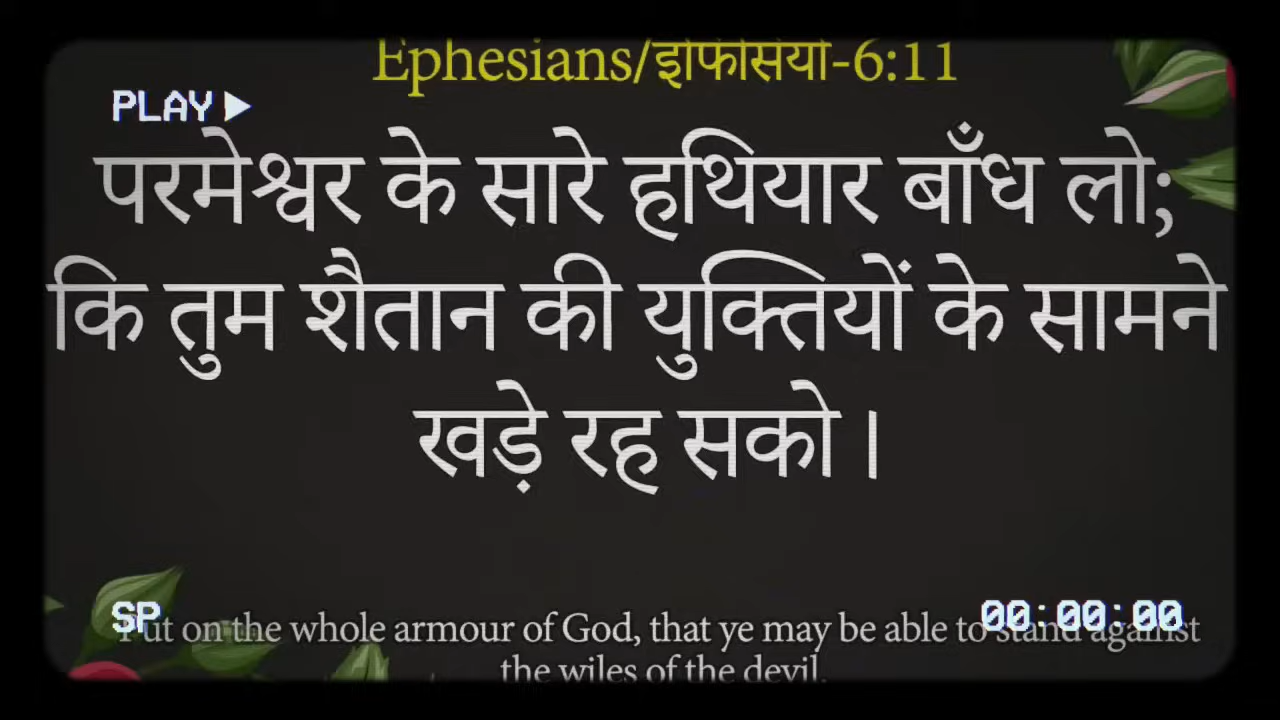 Ephesians/इफिसियों-6:11
PLAY
परमेश्वर के सारे हथियार बाँध लो;
कि तुम शैतान की युक्तियों के सामने
खड़े रह सको।
SP
00:00:00
Put on the whole armour of God, that ye may be able to stand against
the wiles of the devil.